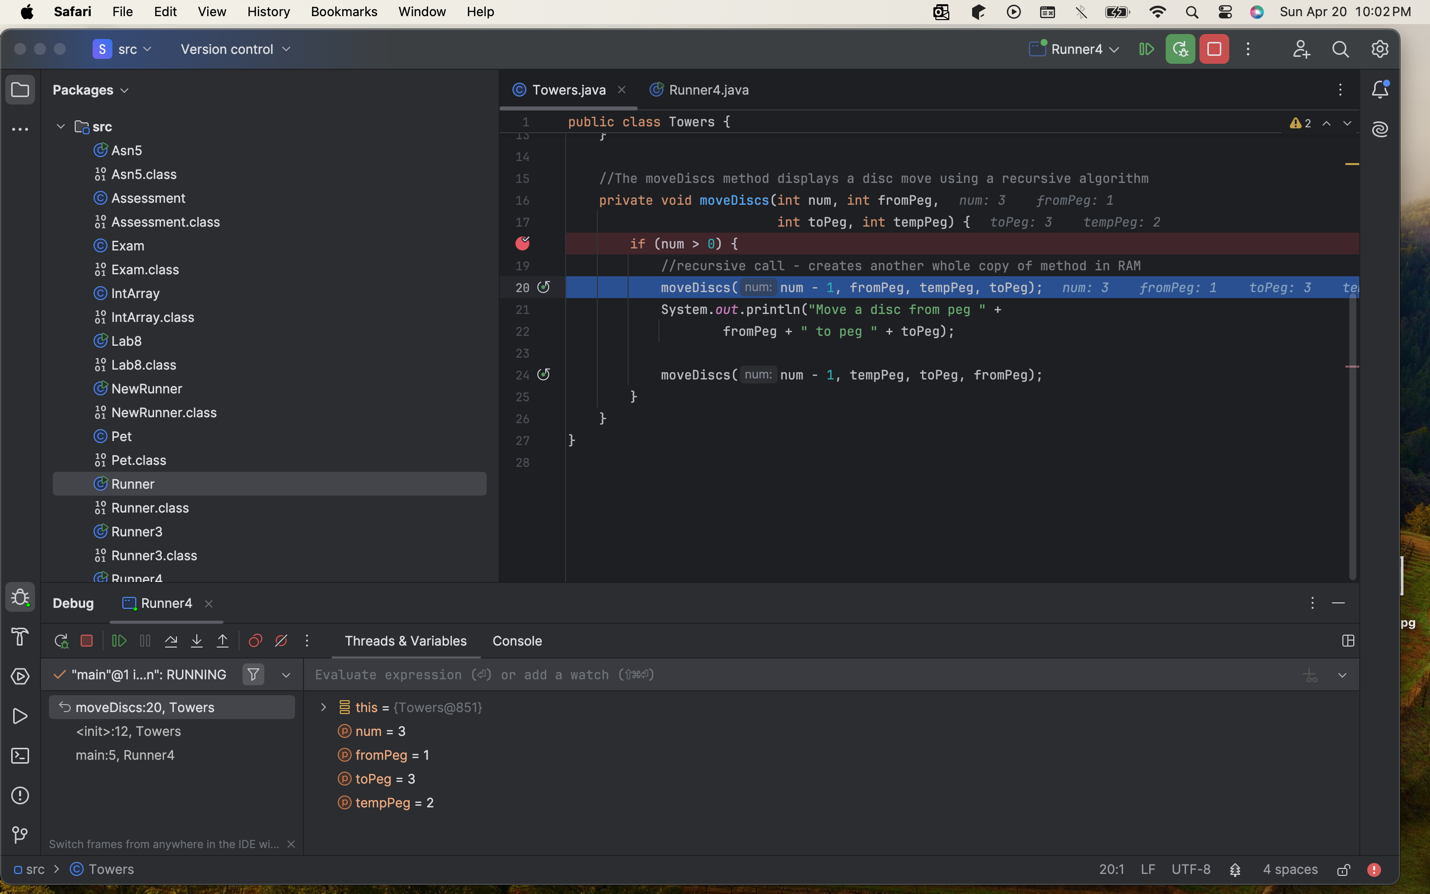 Safari File Edit View History Bookmarks Window Help Sun Apr 20 10:02 PM
S src Version control Runner4
Packages
src
Asn5
Asn5.class
Assessment
Assessment.class
Exam
Exam.class
IntArray
IntArray.class
Lab8
Lab8.class
NewRunner
NewRunner.class
Pet
Pet.class
Runner
Runner.class
Runner3
Runner3.class
Runner4
Towers.java Runner4.java
1 public class Towers { 2
13 }
14
15 //The moveDiscs method displays a disc move using a recursive algorithm
16 private void moveDiscs(int num, int fromPeg, num: 3 fromPeg: 1
17 int toPeg, int tempPeg) { toPeg: 3 tempPeg: 2
if (num > 0) {
19 //recursive call - creates another whole copy of method in RAM
20 moveDiscs( num: num - 1, fromPeg, tempPeg, toPeg); num: 3 fromPeg: 1 toPeg: 3
21 System.out.println("Move a disc from peg " +
22 fromPeg + " to peg " + toPeg);
23
24 moveDiscs( num: num - 1, tempPeg, toPeg, fromPeg);
25 }
26 }
27 }
28
Debug Runner4
Threads & Variables Console
"main"@1 i...n": RUNNING
Evaluate expression (⏎) or add a watch (⇧⌘⏎)
moveDiscs:20, Towers
<init>:12, Towers
main:5, Runner4
this = {Towers@851}
num = 3
fromPeg = 1
toPeg = 3
tempPeg = 2
Switch frames from anywhere in the IDE wi...
src > Towers
20:1 LF UTF-8 4 spaces
pg